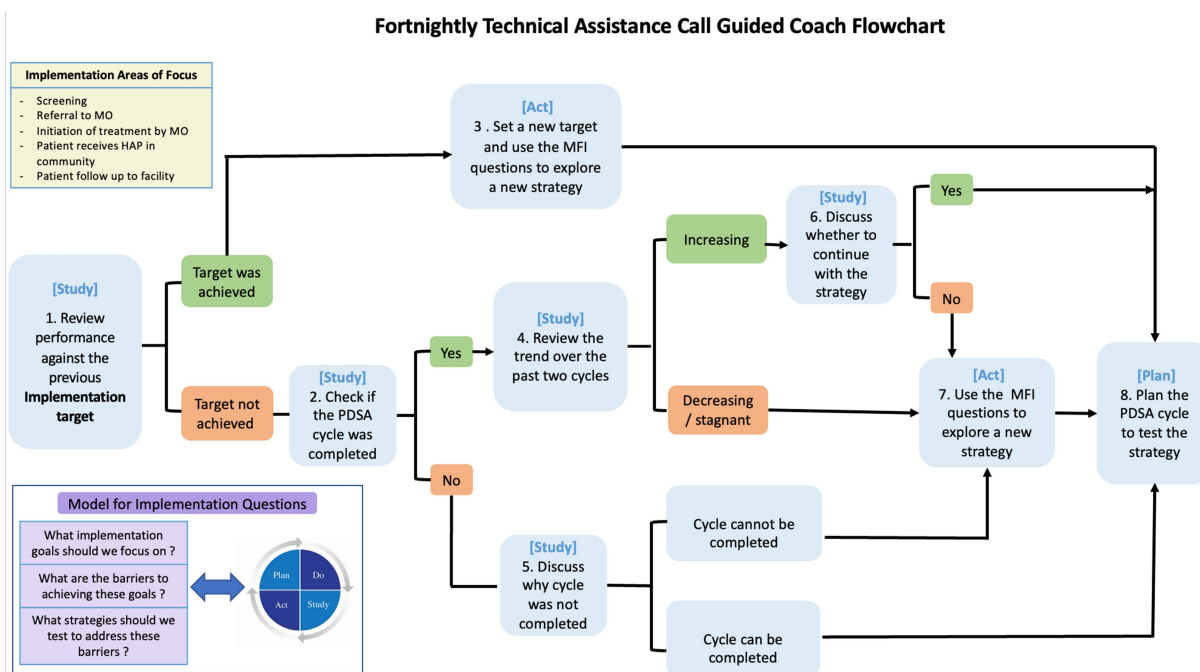 Fortnightly Technical Assistance Call Guided Coach Flowchart
Implementation Areas of Focus
- Screening
- Referral to MO
- Initiation of treatment by MO
- Patient receives HAP in
community
- Patient follow up to facility
[Study]
1. Review
performance
against the
previous
Implementation
target
Target was
achieved
Target not
achieved
[Act]
3 . Set a new target
and use the MFI
questions to explore
a new strategy
[Study]
2. Check if
the PDSA
cycle was
completed
Yes
No
[Study]
4. Review the
trend over the
past two cycles
[Study]
5. Discuss
why cycle
was not
completed
Increasing
Decreasing
/ stagnant
Cycle cannot be
completed
Cycle can be
completed
[Study]
6. Discuss
whether to
continue
with the
strategy
Yes
No
[Act]
7. Use the MFI
questions to
explore a new
strategy
[Plan]
8. Plan the
PDSA cycle
to test the
strategy
Model for Implementation Questions
What implementation
goals should we focus on ?
What are the barriers to
achieving these goals ?
What strategies should we
test to address these
barriers ?
Plan
Do
Act
Study